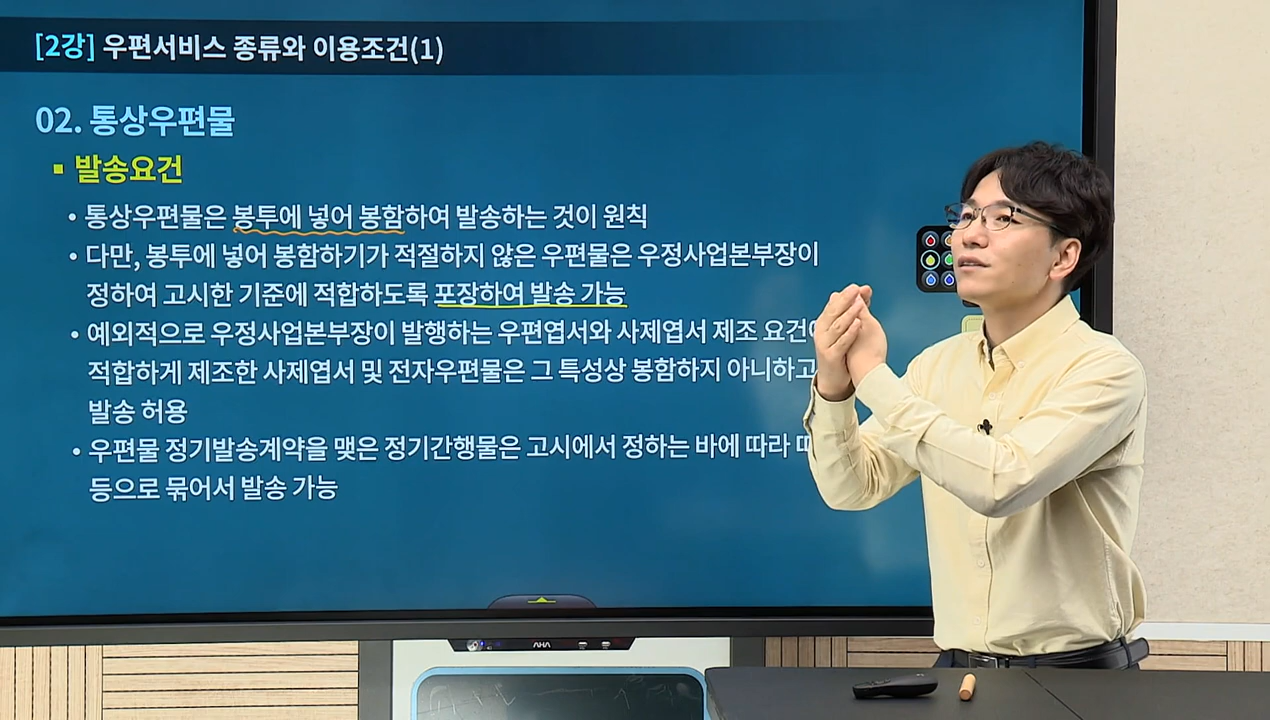 [2강] 우편서비스 종류와 이용조건(1)
02. 통상우편물
▪ 발송요건
• 통상우편물은 봉투에 넣어 봉함하여 발송하는 것이 원칙
• 다만, 봉투에 넣어 봉함하기가 적절하지 않은 우편물은 우정사업본부장이
정하여 고시한 기준에 적합하도록 포장하여 발송 가능
• 예외적으로 우정사업본부장이 발행하는 우편엽서와 사제엽서 제조
적합하게 제조한 사제엽서 및 전자우편물은 그 특성상 봉함하지 아니하고
발송 허용
• 우편물 정기발송계약을 맺은 정기간행물은 고시에서 정하는 바에 따라
등으로 묶어서 발송 가능
AHA